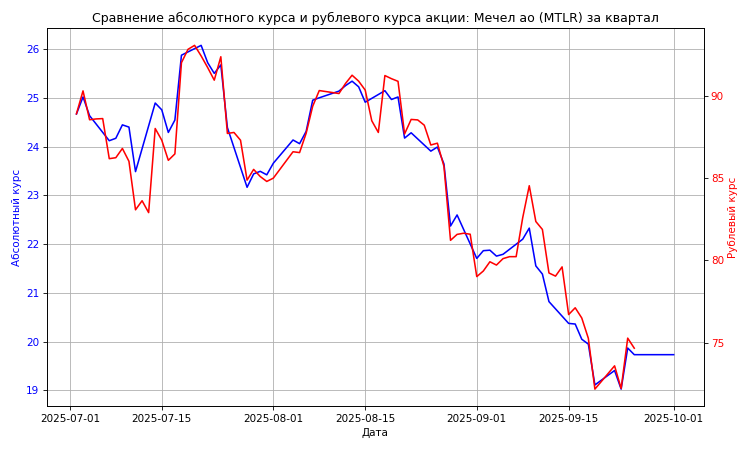 Сравнение абсолютного курса и рублевого курса акции: Мечел ао (MTLR) за квартал
Абсолютный курс
26
25
24
23
22
21
20
19
90
85
80
75
Рублевый курс
2025-07-01 2025-07-15 2025-08-01 2025-08-15 2025-09-01 2025-09-15 2025-10-01
Дата